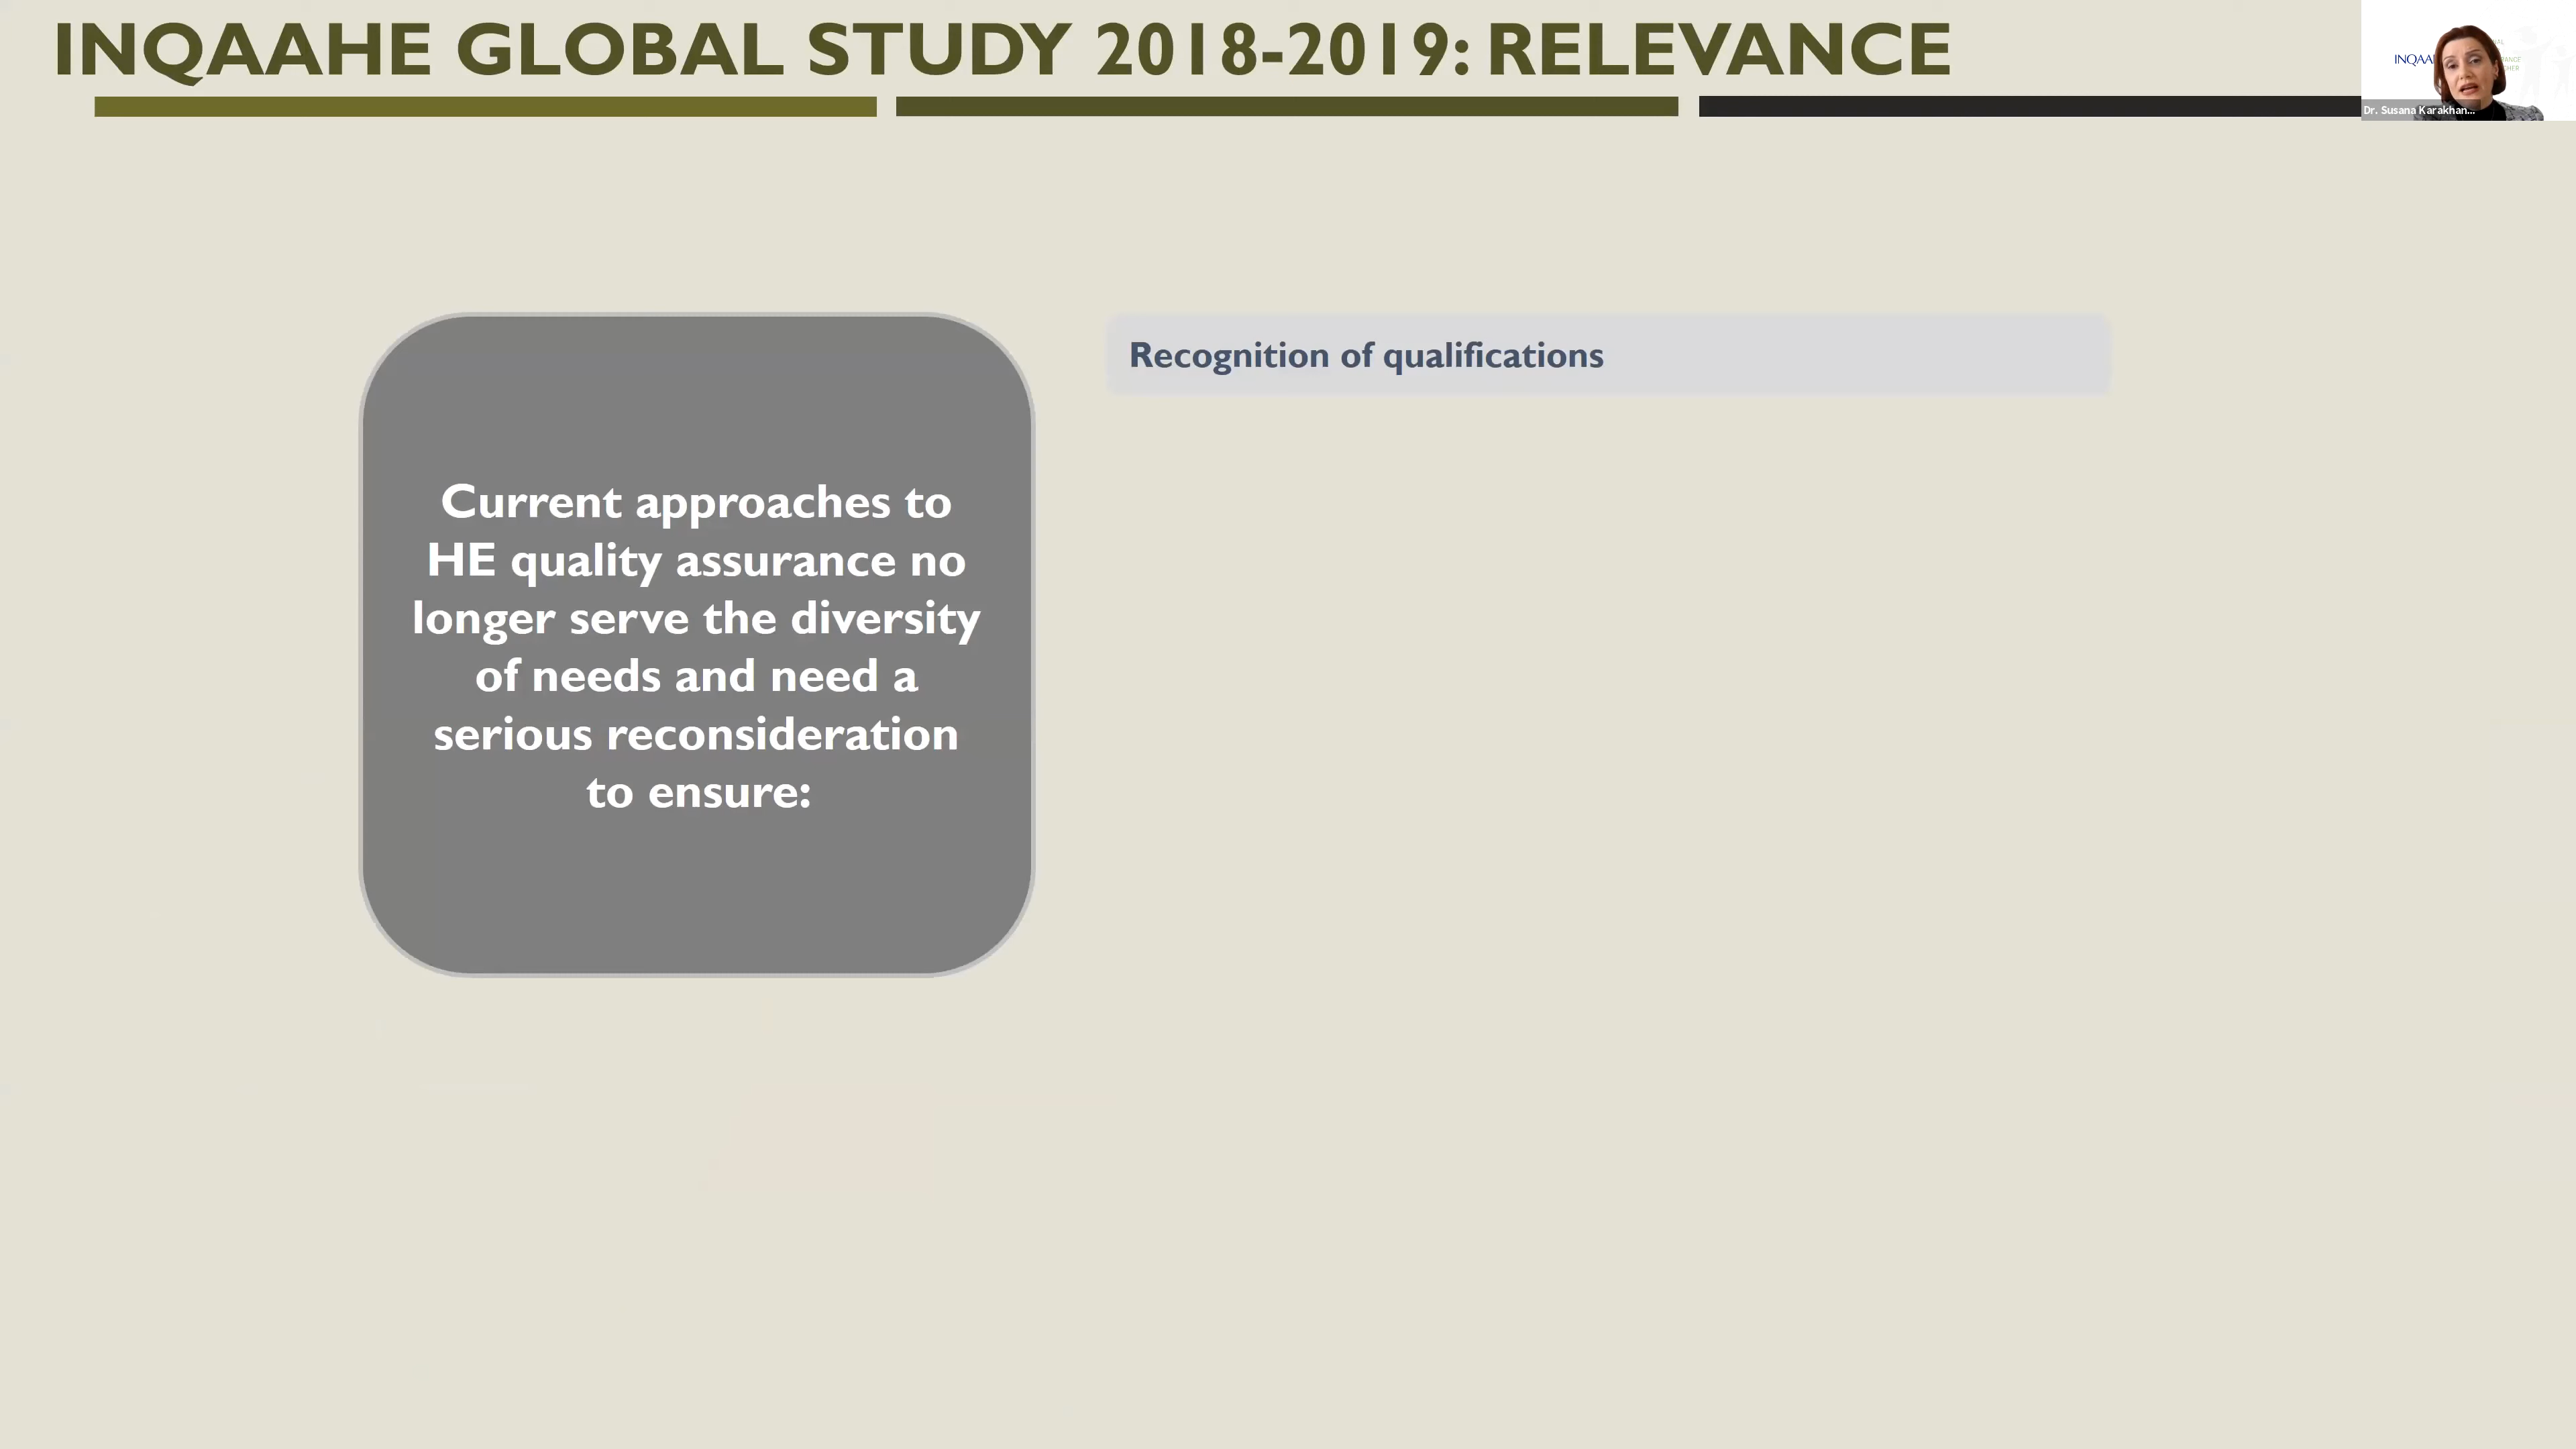 INQAAHE GLOBAL STUDY 2018-2019: RELEVANCE
Dr. Susana Karakhan...
Recognition of qualifications
Current approaches to
HE quality assurance no
longer serve the diversity
of needs and need a
serious reconsideration
to ensure: